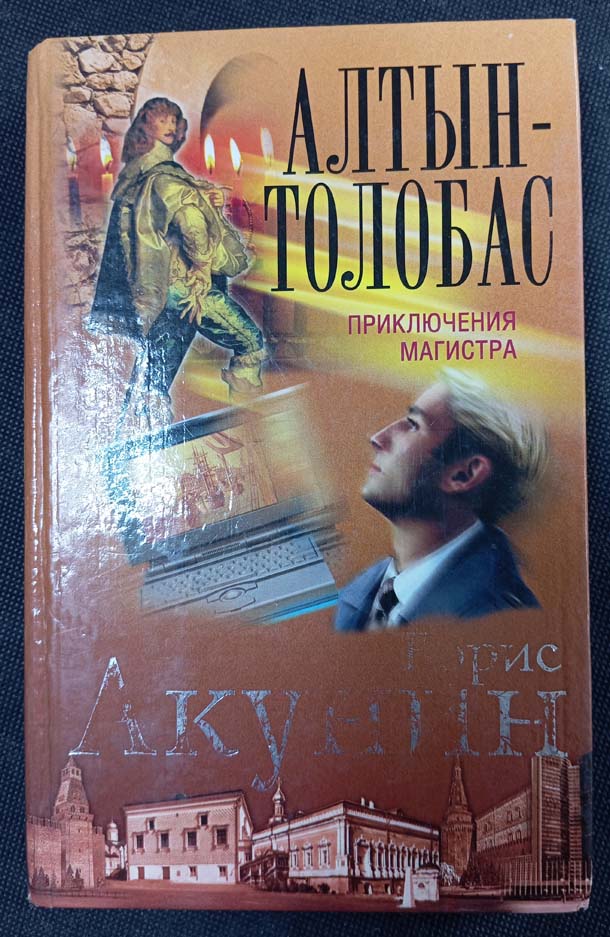 АЛТЫН-
ТОЛОБАС
ПРИКЛЮЧЕНИЯ
МАГИСТРА
Борис
Акунин